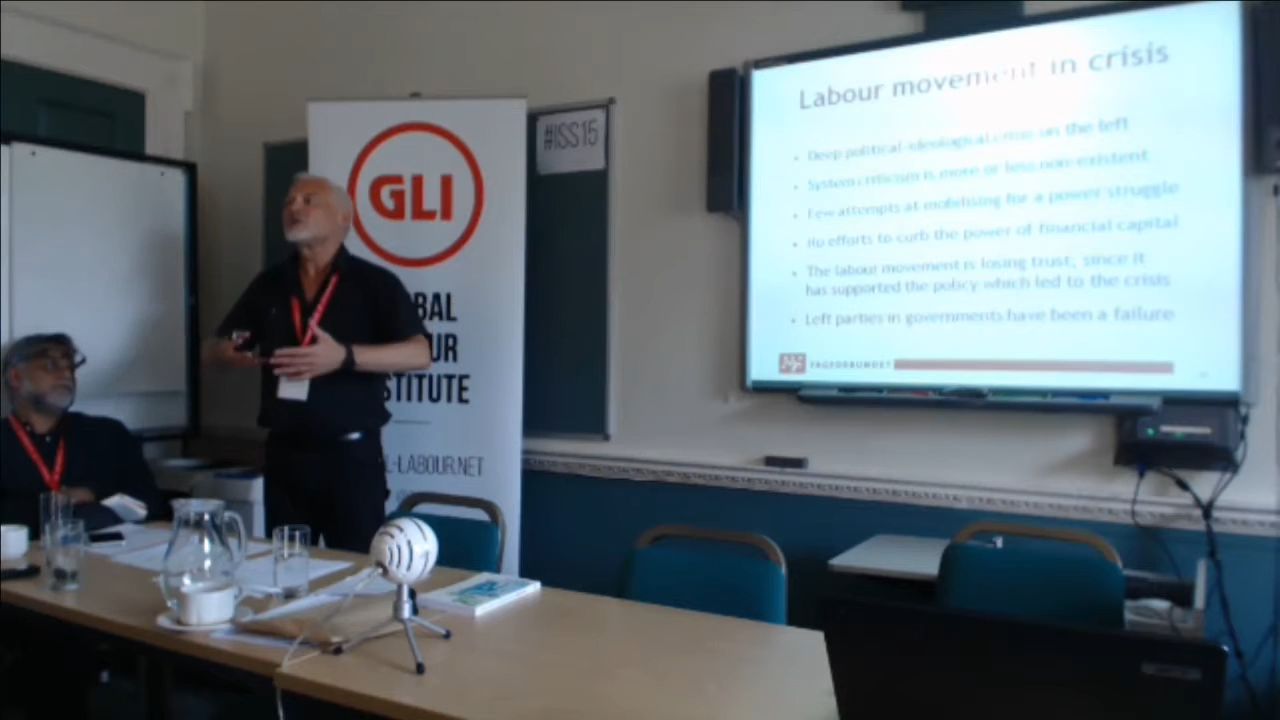 GLI
BAL
UR
STITUTE
L-LABOUR.NET
#ISS15
Labour movement in crisis
• Deep political-ideological crisis on the left
• System criticism is more or less non-existent
• Few attempts at mobilising for a power struggle
• No efforts to curb the power of financial capital
• The labour movement is losing trust, since it
has supported the policy which led to the crisis
• Left parties in governments have been a failure
FAGFORBUNDET